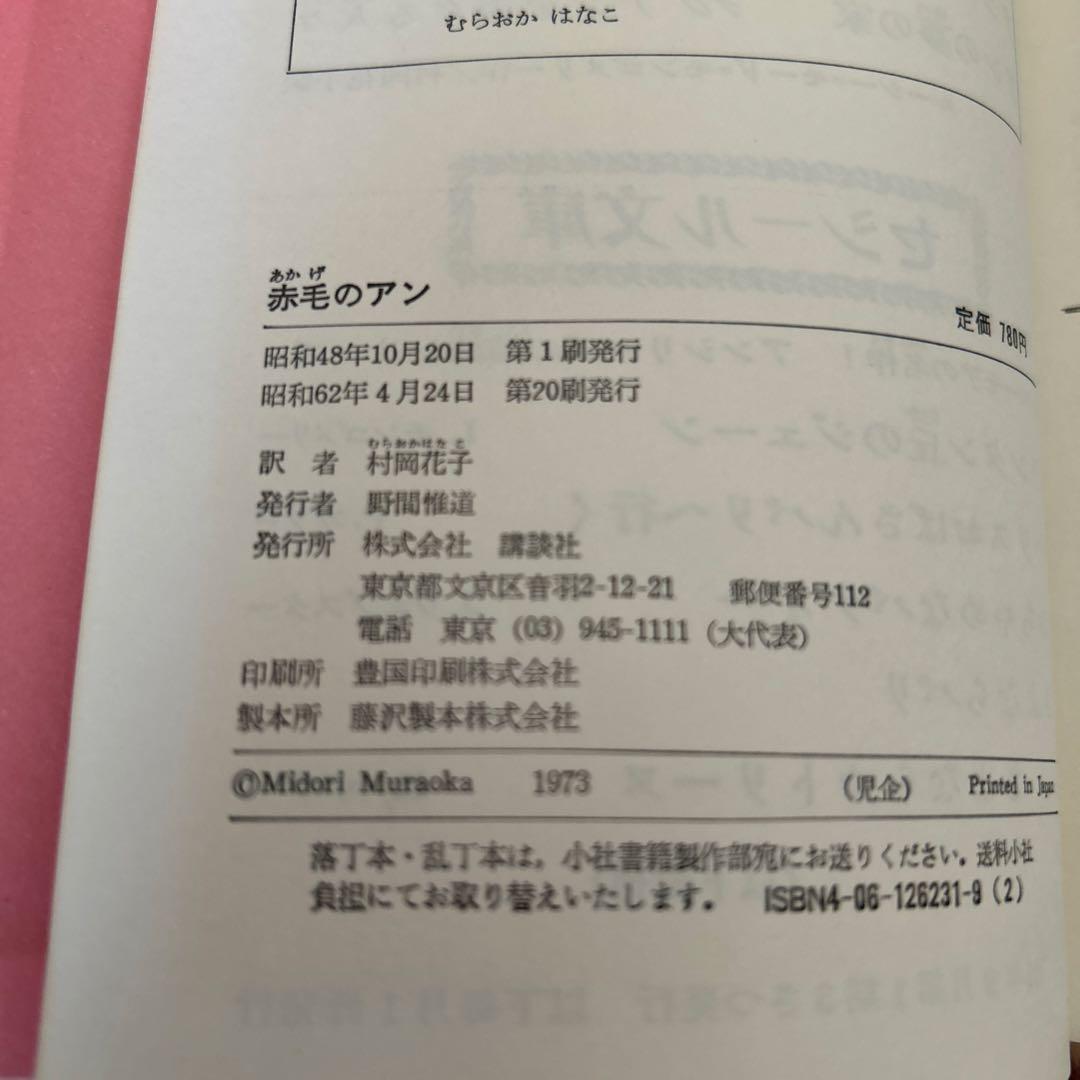 むらおか はなこ
あか げ
赤毛のアン
定価 780円
昭和48年10月20日 第1刷発行
昭和62年4月24日 第20刷発行
むらおかはなこ
訳者 村岡花子
発行者 野間惟道
発行所 株式会社 講談社
東京都文京区音羽2-12-21 郵便番号112
電話 東京 (03) 945-1111 (大代表)
印刷所 豊国印刷株式会社
製本所 藤沢製本株式会社
©Midori Muraoka 1973 (児企) Printed in Japan
落丁本・乱丁本は,小社書籍製作部宛にお送りください。送料小社
負担にてお取り替えいたします。 ISBN4-06-126231-9 (2)
セシール文庫